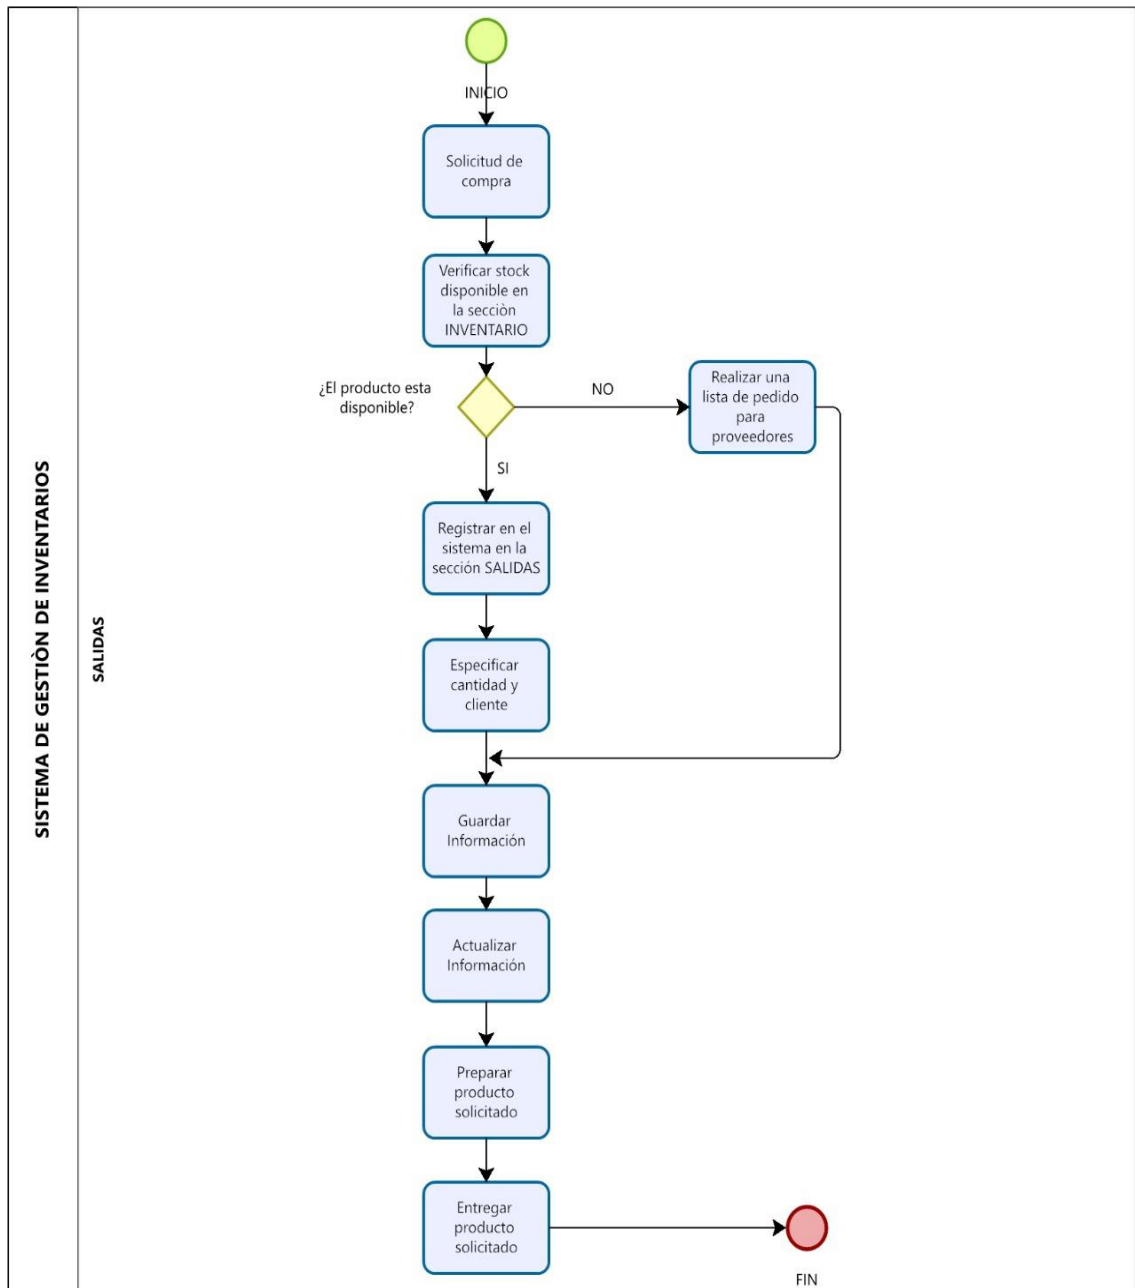 SISTEMA DE GESTIÒN DE INVENTARIOS
SALIDAS
INICIO
Solicitud de
compra
Verificar stock
disponible en
la secciòn
INVENTARIO
¿El producto esta
disponible?
NO
Realizar una
lista de pedido
para
proveedores
SI
Registrar en el
sistema en la
sección SALIDAS
Especificar
cantidad y
cliente
Guardar
Información
Actualizar
Información
Preparar
producto
solicitado
Entregar
producto
solicitado
FIN